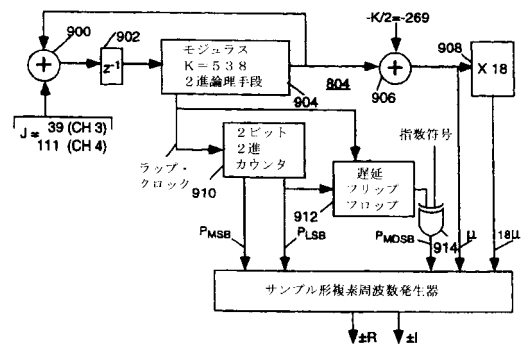 900
902
z⁻¹
モジュラス
K=538
2進論理手段
904
804
-K/2=-269
906
908
X 18
J= 39 (CH 3)
111 (CH 4)
ラップ・
クロック
910
2ビット
2進
カウンタ
912
遅延
フリップ
フロップ
指数符号
914
PMSB
PLSB
PMDSB
μ
18μ
サンプル形複素周波数発生器
±R
±I